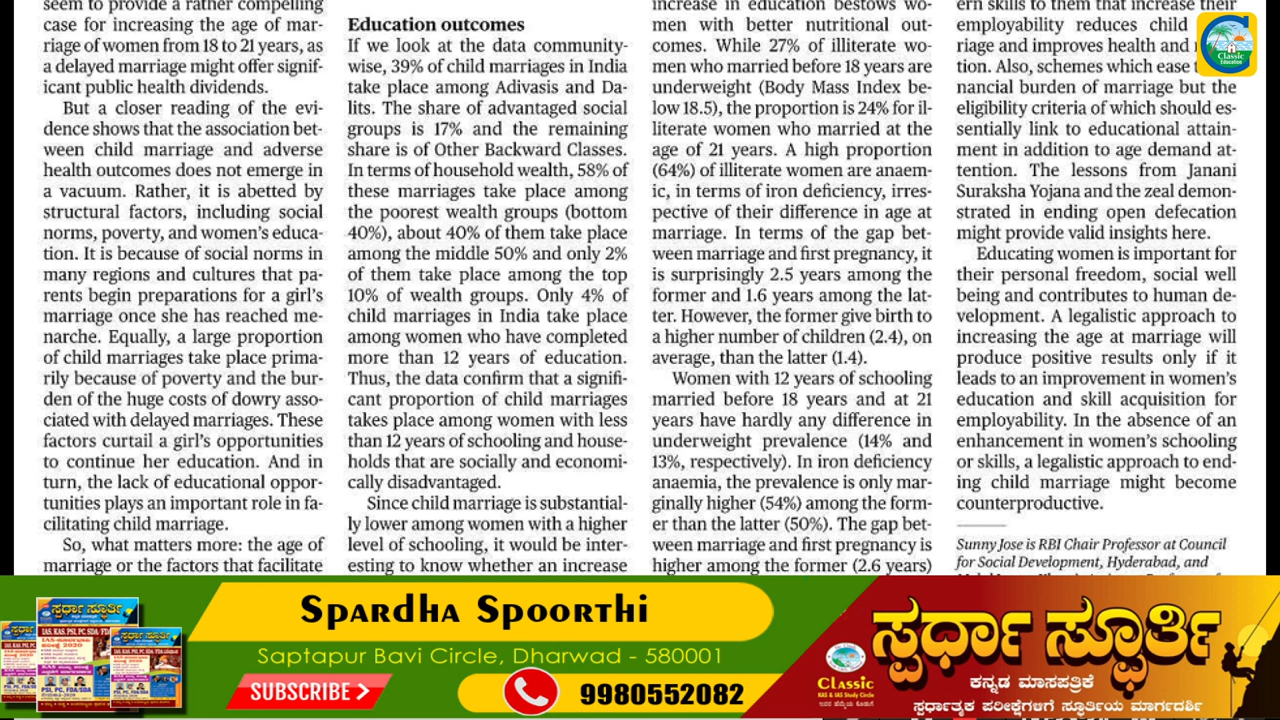 seem to provide a rather compelling
case for increasing the age of mar-
riage of women from 18 to 21 years, as
a delayed marriage might offer signif-
icant public health dividends.
But a closer reading of the evi-
dence shows that the association bet-
ween child marriage and adverse
health outcomes does not emerge in
a vacuum. Rather, it is abetted by
structural factors, including social
norms, poverty, and women's educa-
tion. It is because of social norms in
many regions and cultures that pa-
rents begin preparations for a girl's
marriage once she has reached me-
narche. Equally, a large proportion
of child marriages take place prima-
rily because of poverty and the bur-
den of the huge costs of dowry asso-
ciated with delayed marriages. These
factors curtail a girl's opportunities
to continue her education. And in
turn, the lack of educational oppor-
tunities plays an important role in fa-
cilitating child marriage.
So, what matters more: the age of
marriage or the factors that facilitate
Education outcomes
If we look at the data community-
wise, 39% of child marriages in India
take place among Adivasis and Da-
lits. The share of advantaged social
groups is 17% and the remaining
share is of Other Backward Classes.
In terms of household wealth, 58% of
these marriages take place among
the poorest wealth groups (bottom
40%), about 40% of them take place
among the middle 50% and only 2%
of them take place among the top
10% of wealth groups. Only 4% of
child marriages in India take place
among women who have completed
more than 12 years of education.
Thus, the data confirm that a signifi-
cant proportion of child marriages
takes place among women with less
than 12 years of schooling and house-
holds that are socially and economi-
cally disadvantaged.
Since child marriage is substantial-
ly lower among women with a higher
level of schooling, it would be inter-
esting to know whether an increase
increase in education bestows wo-
men with better nutritional out-
comes. While 27% of illiterate wo-
men who married before 18 years are
underweight (Body Mass Index be-
low 18.5), the proportion is 24% for il-
literate women who married at the
age of 21 years. A high proportion
(64%) of illiterate women are anaem-
ic, in terms of iron deficiency, irres-
pective of their difference in age at
marriage. In terms of the gap bet-
ween marriage and first pregnancy, it
is surprisingly 2.5 years among the
former and 1.6 years among the lat-
ter. However, the former give birth to
a higher number of children (2.4), on
average, than the latter (1.4).
Women with 12 years of schooling
married before 18 years and at 21
years have hardly any difference in
underweight prevalence (14% and
13%, respectively). In iron deficiency
anaemia, the prevalence is only mar-
ginally higher (54%) among the form-
er than the latter (50%). The gap bet-
ween marriage and first pregnancy is
higher among the former (2.6 years)
ern skills to them that increase their
employability reduces child
riage and improves health and
tion. Also, schemes which ease
nancial burden of marriage but the
eligibility criteria of which should es-
sentially link to educational attain-
ment in addition to age demand at-
tention. The lessons from Janani
Suraksha Yojana and the zeal demon-
strated in ending open defecation
might provide valid insights here.
Educating women is important for
their personal freedom, social well
being and contributes to human de-
velopment. A legalistic approach to
increasing the age at marriage will
produce positive results only if it
leads to an improvement in women's
education and skill acquisition for
employability. In the absence of an
enhancement in women's schooling
or skills, a legalistic approach to end-
ing child marriage might become
counterproductive.
Sunny Jose is RBI Chair Professor at Council
for Social Development, Hyderabad, and
Classic
Education
Spardha Spoorthi
Saptapur Bavi Circle, Dharwad - 580001
SUBSCRIBE
9980552082
ಸ್ಪರ್ಧಾ ಸ್ಫೂರ್ತಿ
Classic
KAS & IAS Study Circle
ಕನ್ನಡ ಮಾಸಪತ್ರಿಕೆ
ಸ್ಪರ್ಧಾತ್ಮಕ ಪರೀಕ್ಷೆಗಳಿಗೆ ಸ್ಫೂರ್ತಿಯ ಮಾರ್ಗದರ್ಶಿ